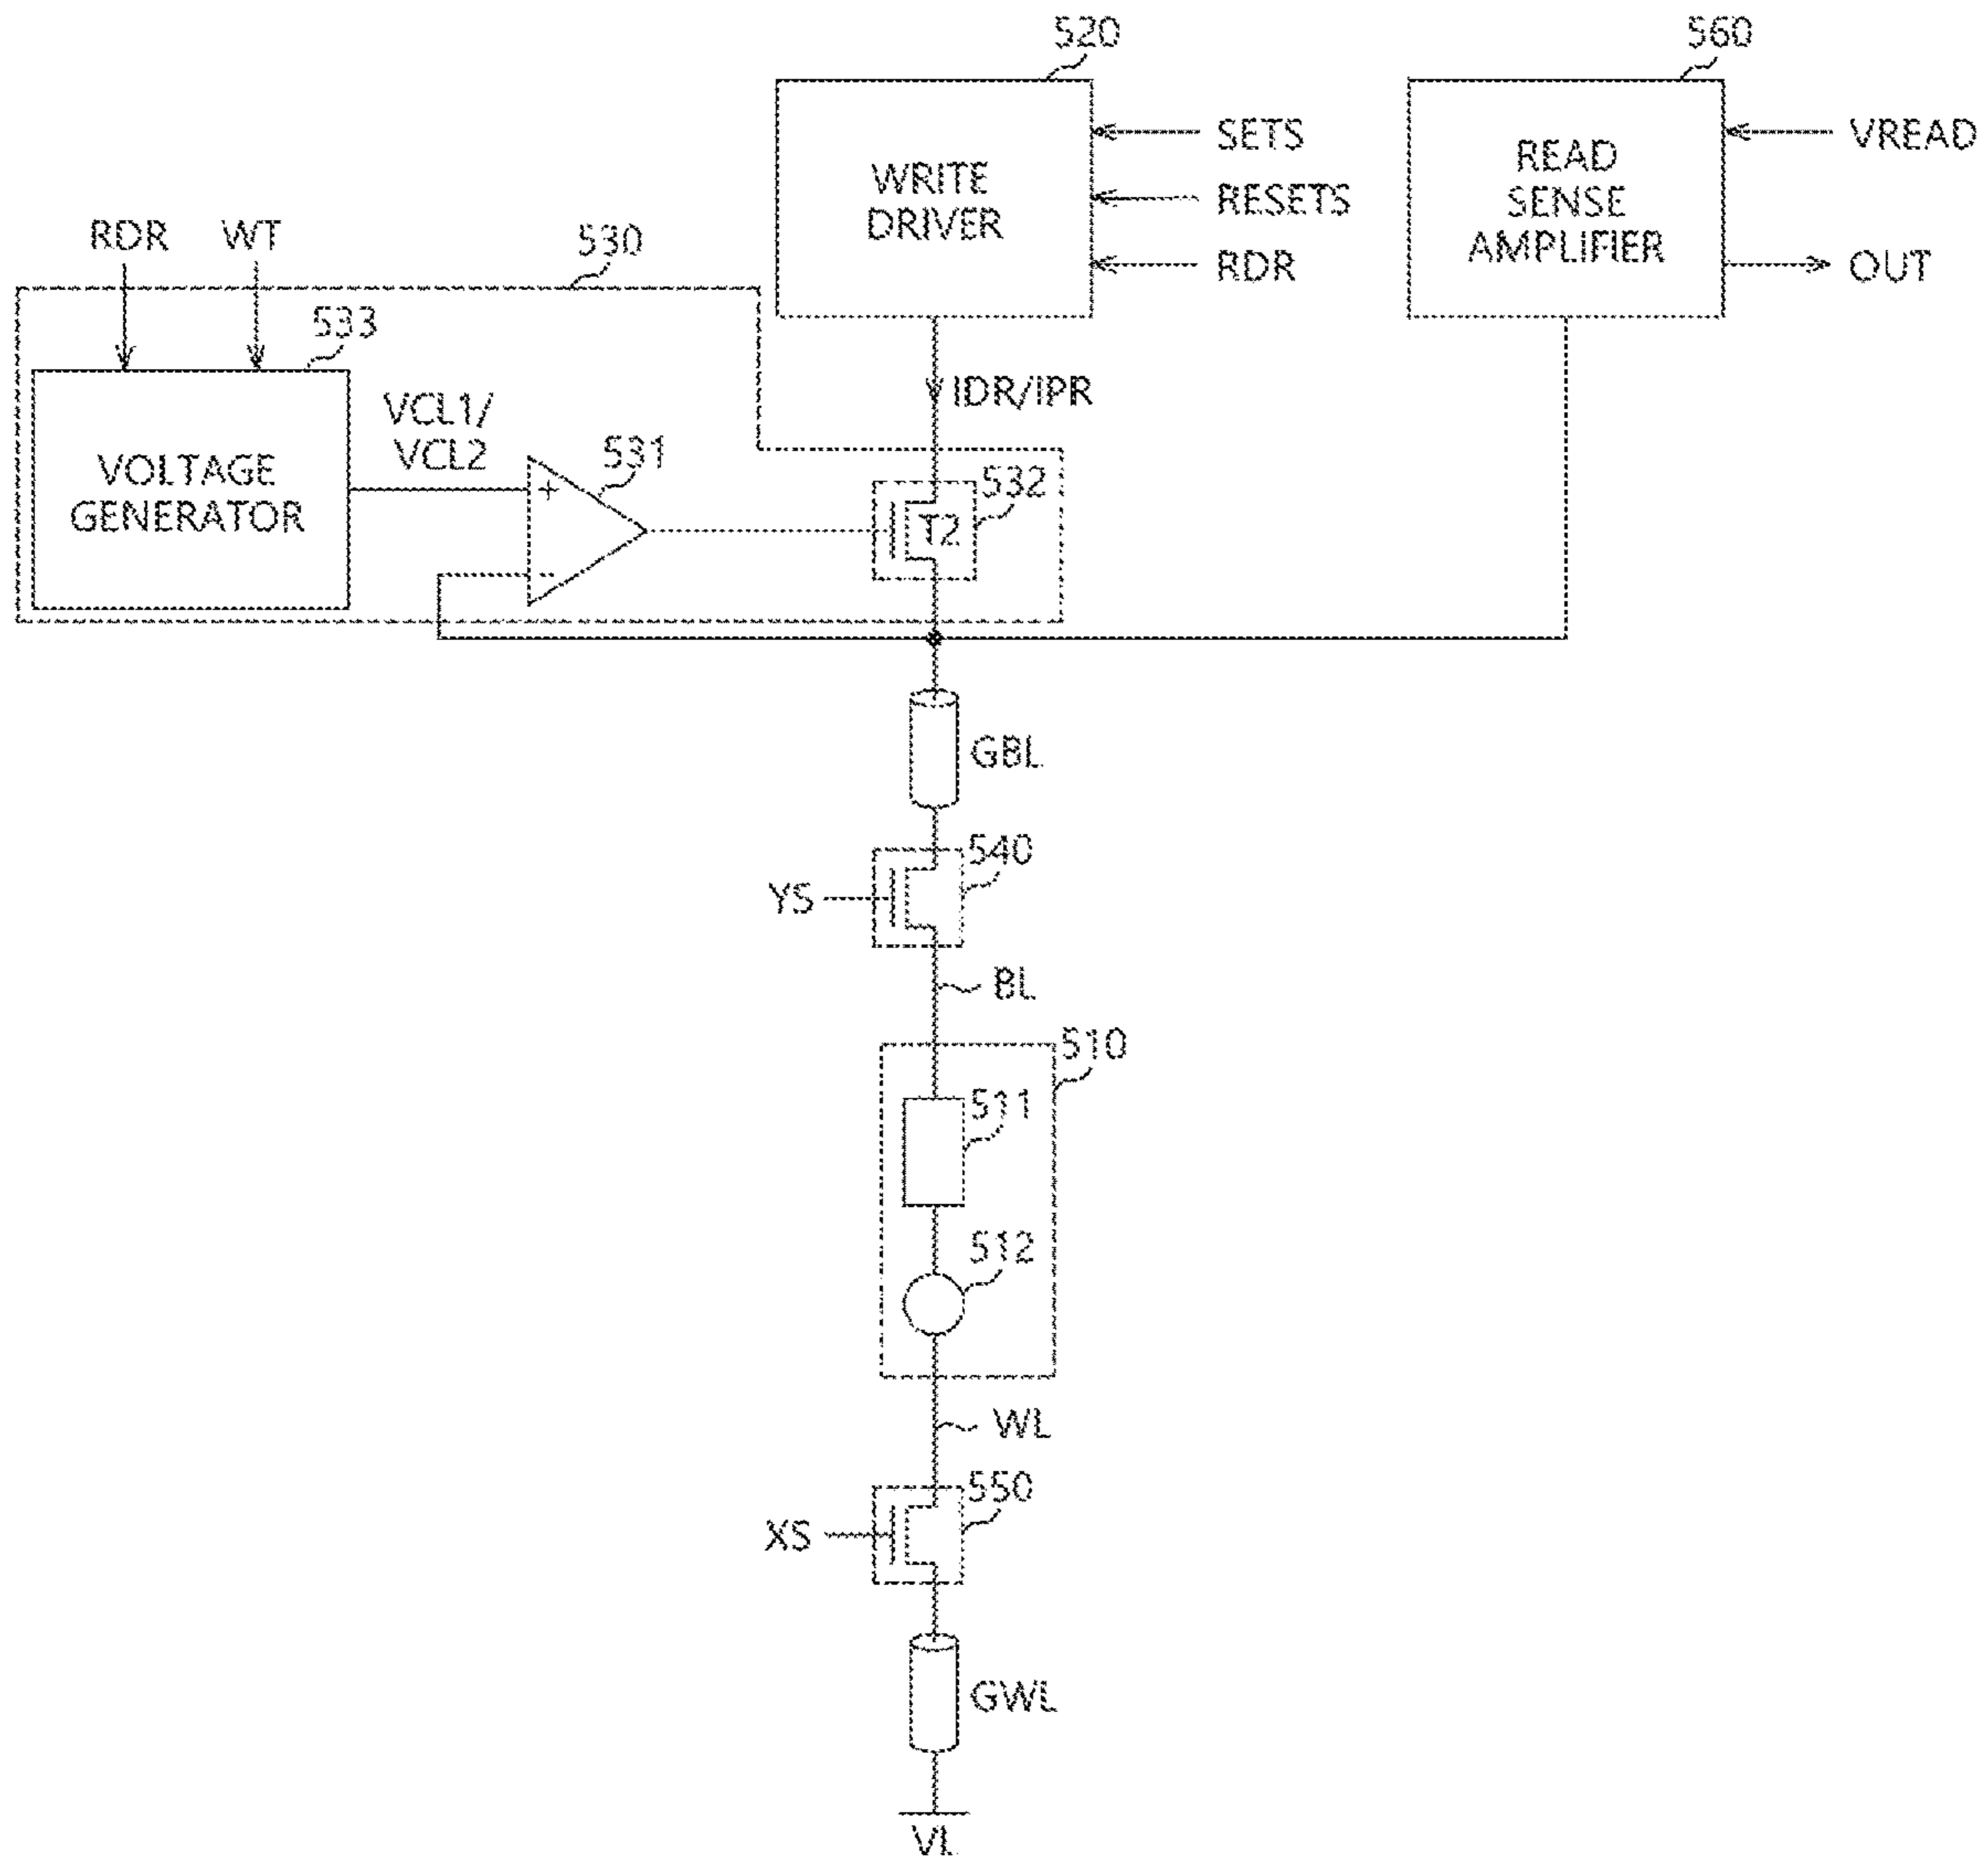 520
560
SETS
VREAD
WRITE
DRIVER
READ
SENSE
AMPLIFIER
RESETS
RDR
WT
530
RDR
OUT
533
IDR/IPR
VCL1/
VCL2
531
VOLTAGE
GENERATOR
+
532
T2
-
GBL
540
YS
BL
510
511
512
WL
550
XS
GWL
VL